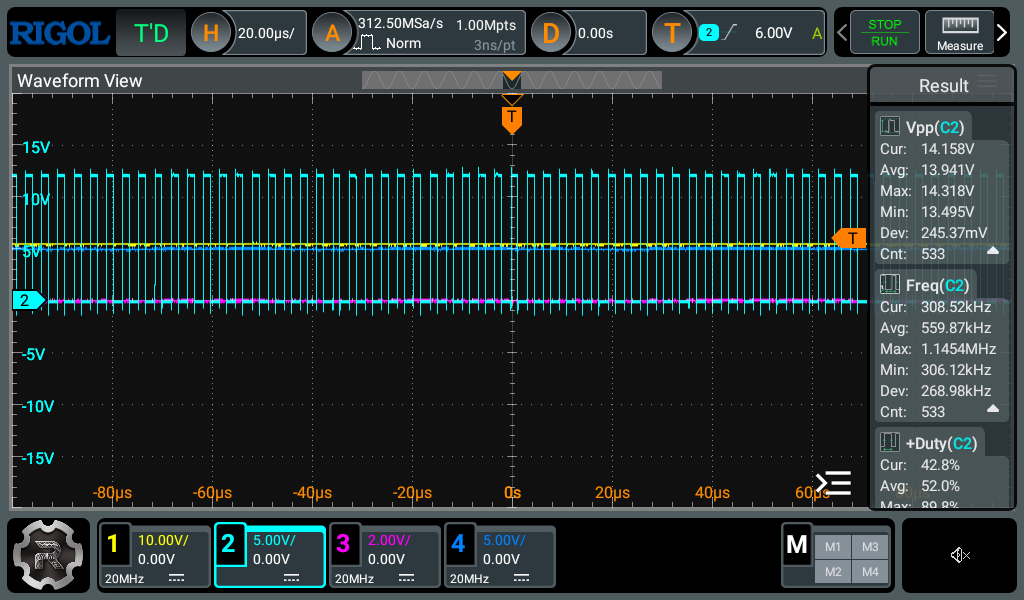 RIGOL T'D H 20.00μs/ A 312.50MSa/s 1.00Mpts D 0.00s T 2 6.00V A STOP
Norm 3ns/pt RUN Measure
Waveform View Result
T
15V
10V
5V
T
2
-5V
-10V
-15V
-80μs -60μs -40μs -20μs 0s 20μs 40μs 60μs
Vpp(C2)
Cur: 14.158V
Avg: 13.941V
Max: 14.318V
Min: 13.495V
Dev: 245.37mV
Cnt: 533
Freq(C2)
Cur: 308.52kHz
Avg: 559.87kHz
Max: 1.1454MHz
Min: 306.12kHz
Dev: 268.98kHz
Cnt: 533
+Duty(C2)
Cur: 42.8%
Avg: 52.0%
Max: 89.8%
R
1 10.00V/
0.00V
20MHz
2 5.00V/
0.00V
3 2.00V/
0.00V
20MHz
4 5.00V/
0.00V
20MHz
M M1 M3
M2 M4